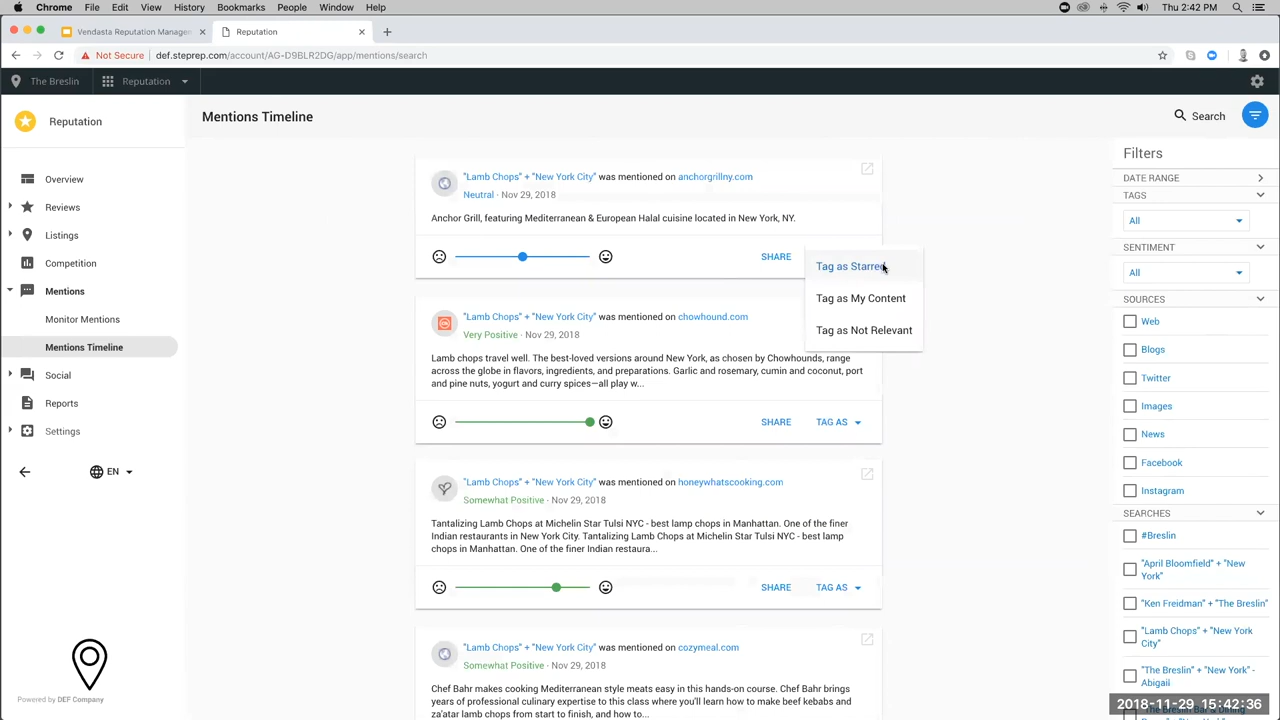 Chrome File Edit View History Bookmarks People Window Help Thu 2:42 PM
Vendasta Reputation Manager
Reputation
Not Secure | def.steprep.com/account/AG-D9BLR2DG/app/mentions/search
The Breslin
Reputation
Reputation
Overview
Reviews
Listings
Competition
Mentions
Monitor Mentions
Mentions Timeline
Social
Reports
Settings
EN
Powered by DEF Company
Mentions Timeline
Search
"Lamb Chops" + "New York City" was mentioned on anchorgrillny.com
Neutral · Nov 29, 2018
Anchor Grill, featuring Mediterranean & European Halal cuisine located in New York, NY.
SHARE
Tag as Starred
Tag as My Content
Tag as Not Relevant
"Lamb Chops" + "New York City" was mentioned on chowhound.com
Very Positive · Nov 29, 2018
Lamb chops travel well. The best-loved versions around New York, as chosen by Chowhounds, range
across the globe in flavors, ingredients, and preparations. Garlic and rosemary, cumin and coconut, port
and pine nuts, yogurt and curry spices—all play w...
SHARE TAG AS
"Lamb Chops" + "New York City" was mentioned on honeywhatscooking.com
Somewhat Positive · Nov 29, 2018
Tantalizing Lamb Chops at Michelin Star Tulsi NYC - best lamp chops in Manhattan. One of the finer
Indian restaurants in New York City. Tantalizing Lamb Chops at Michelin Star Tulsi NYC - best lamb
chops in Manhattan. One of the finer Indian restaura...
SHARE TAG AS
"Lamb Chops" + "New York City" was mentioned on cozymeal.com
Somewhat Positive · Nov 29, 2018
Chef Bahr makes cooking Mediterranean style meats easy in this hands-on course. Chef Bahr brings
years of professional culinary expertise to this class where you'll learn how to make beef kebabs and
za'atar lamb chops from start to finish, and how to...
Filters
DATE RANGE
TAGS
All
SENTIMENT
All
SOURCES
Web
Blogs
Twitter
Images
News
Facebook
Instagram
SEARCHES
#Breslin
"April Bloomfield" + "New
York"
"Ken Freidman" + "The Breslin"
"Lamb Chops" + "New York
City"
"The Breslin" + "New York" -
Abigaii
2018-11-29 15:42:36